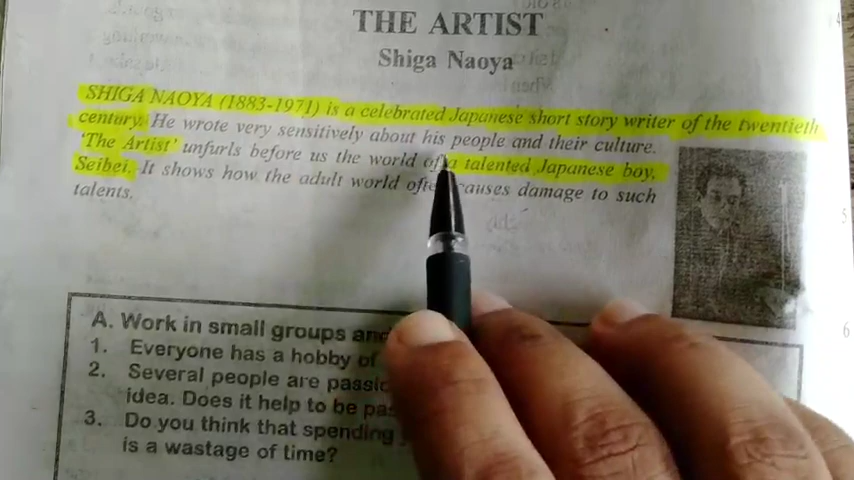 THE ARTIST
Shiga Naoya
SHIGA NAOYA (1883-1971) is a celebrated Japanese short story writer of the twentieth
century. He wrote very sensitively about his people and their culture.
'The Artist' unfurls before us the world of a talented Japanese boy,
Seibei. It shows how the adult world causes damage to such
talents.
A. Work in small groups
1. Everyone has a hobby of
2. Several people are
idea. Does it help to be
3. Do you think that spending
is a wastage of time?
5
6